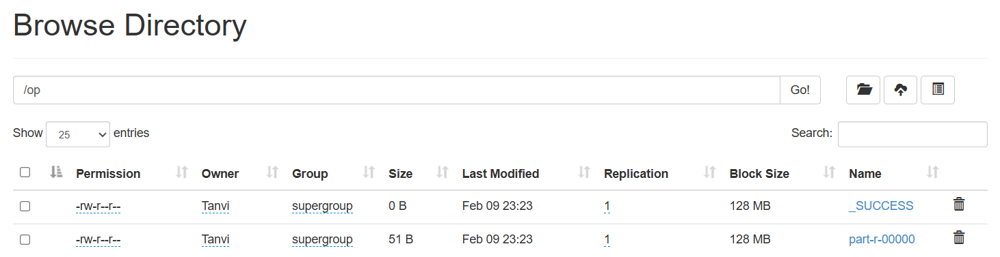 Browse Directory
/op Go!
Show 25 entries Search:
Permission Owner Group Size Last Modified Replication Block Size Name
-rw-r--r-- Tanvi supergroup 0 B Feb 09 23:23 1 128 MB _SUCCESS
-rw-r--r-- Tanvi supergroup 51 B Feb 09 23:23 1 128 MB part-r-00000